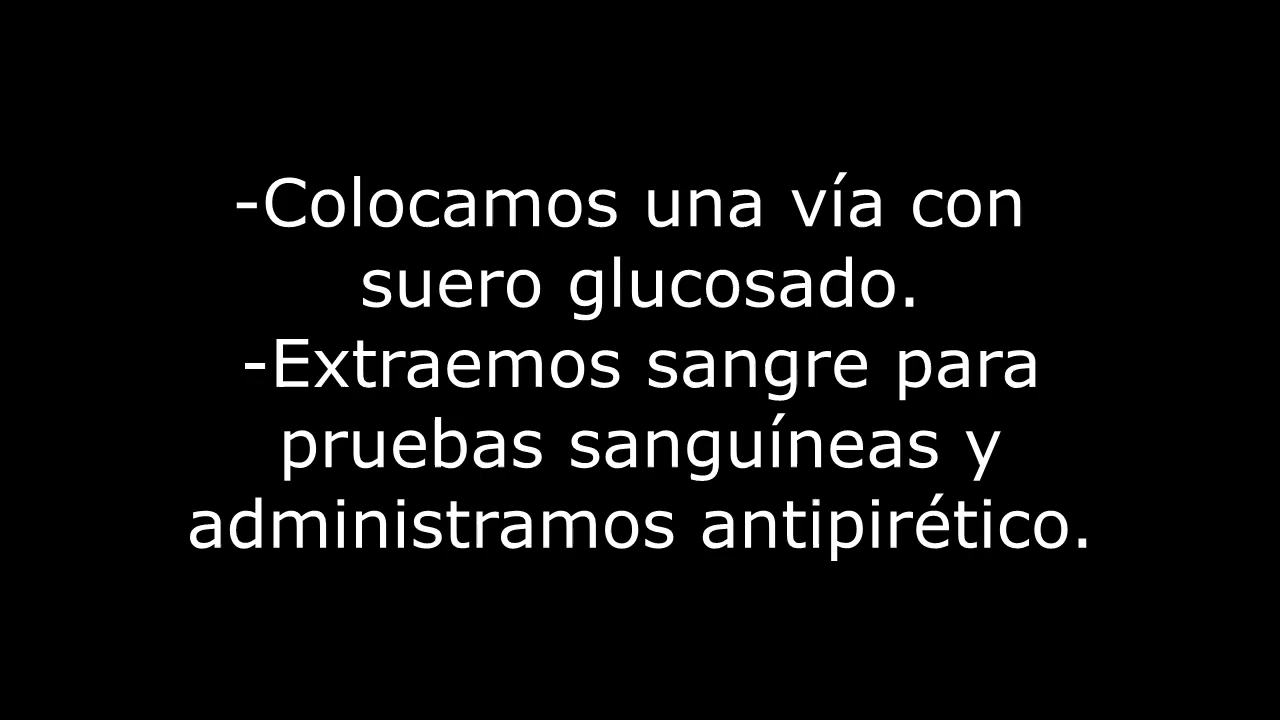 -Colocamos una vía con
suero glucosado.
-Extraemos sangre para
pruebas sanguíneas y
administramos antipirético.